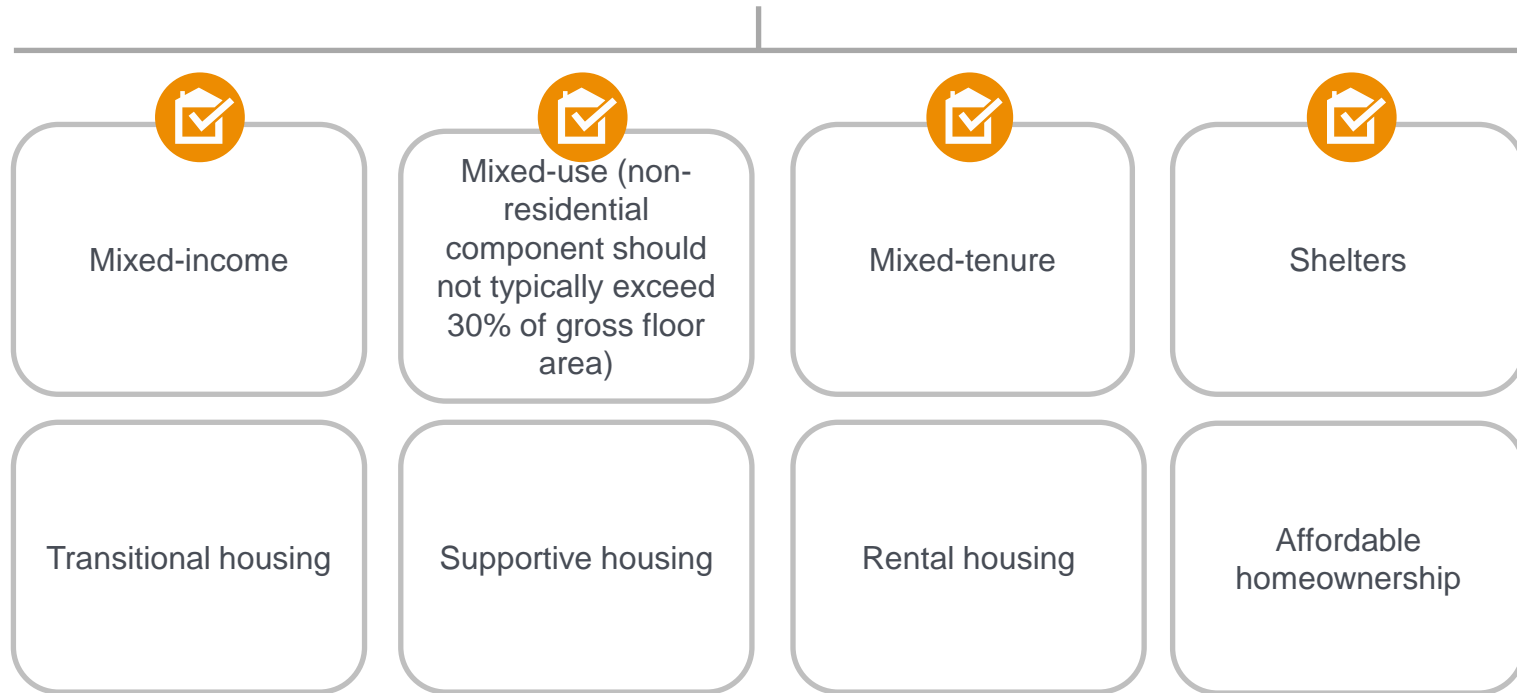 Mixed-income
Mixed-use (non-
residential
component should
not typically exceed
30% of gross floor
area)
Mixed-tenure
Shelters
Transitional housing
Supportive housing
Rental housing
Affordable
homeownership